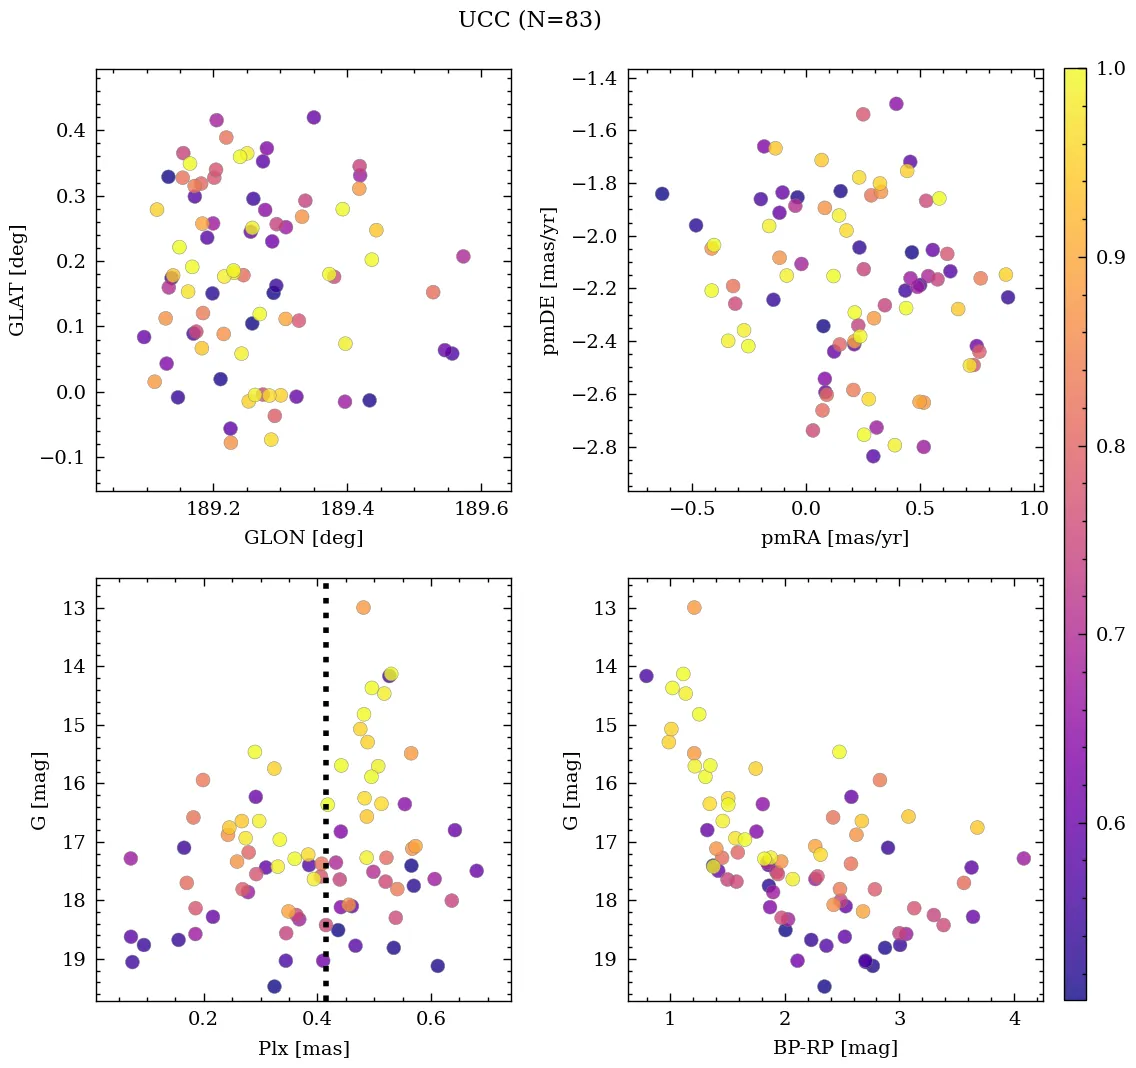 UCC (N=83)
0.4
0.3
0.2
0.1
0.0
−0.1
GLAT [deg]
189.2 189.4 189.6
GLON [deg]
−1.4
−1.6
−1.8
−2.0
−2.2
−2.4
−2.6
−2.8
pmDE [mas/yr]
−0.5 0.0 0.5 1.0
pmRA [mas/yr]
1.0
0.9
0.8
0.7
0.6
13
14
15
16
17
18
19
G [mag]
0.2 0.4 0.6
Plx [mas]
13
14
15
16
17
18
19
G [mag]
1 2 3 4
BP-RP [mag]